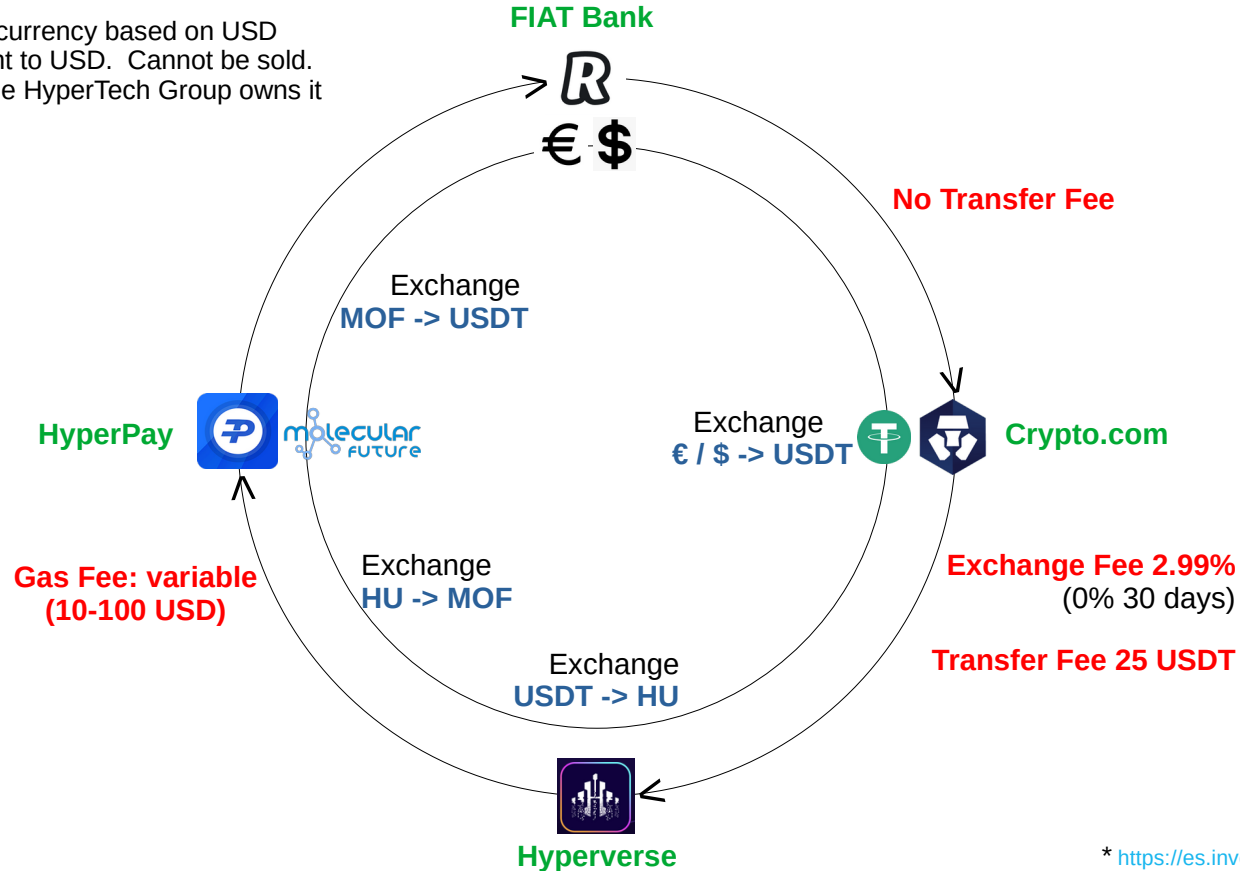 FIAT Bank
currency based on USD
nt to USD.  Cannot be sold.
e HyperTech Group owns it
R
€ $
No Transfer Fee
Exchange
MOF -> USDT
HyperPay
molecular
FUTURE
Exchange
€ / $ -> USDT
Crypto.com
Gas Fee: variable
(10-100 USD)
Exchange
HU -> MOF
Exchange Fee 2.99%
(0% 30 days)
Transfer Fee 25 USDT
Exchange
USDT -> HU
Hyperverse
* https://es.inv